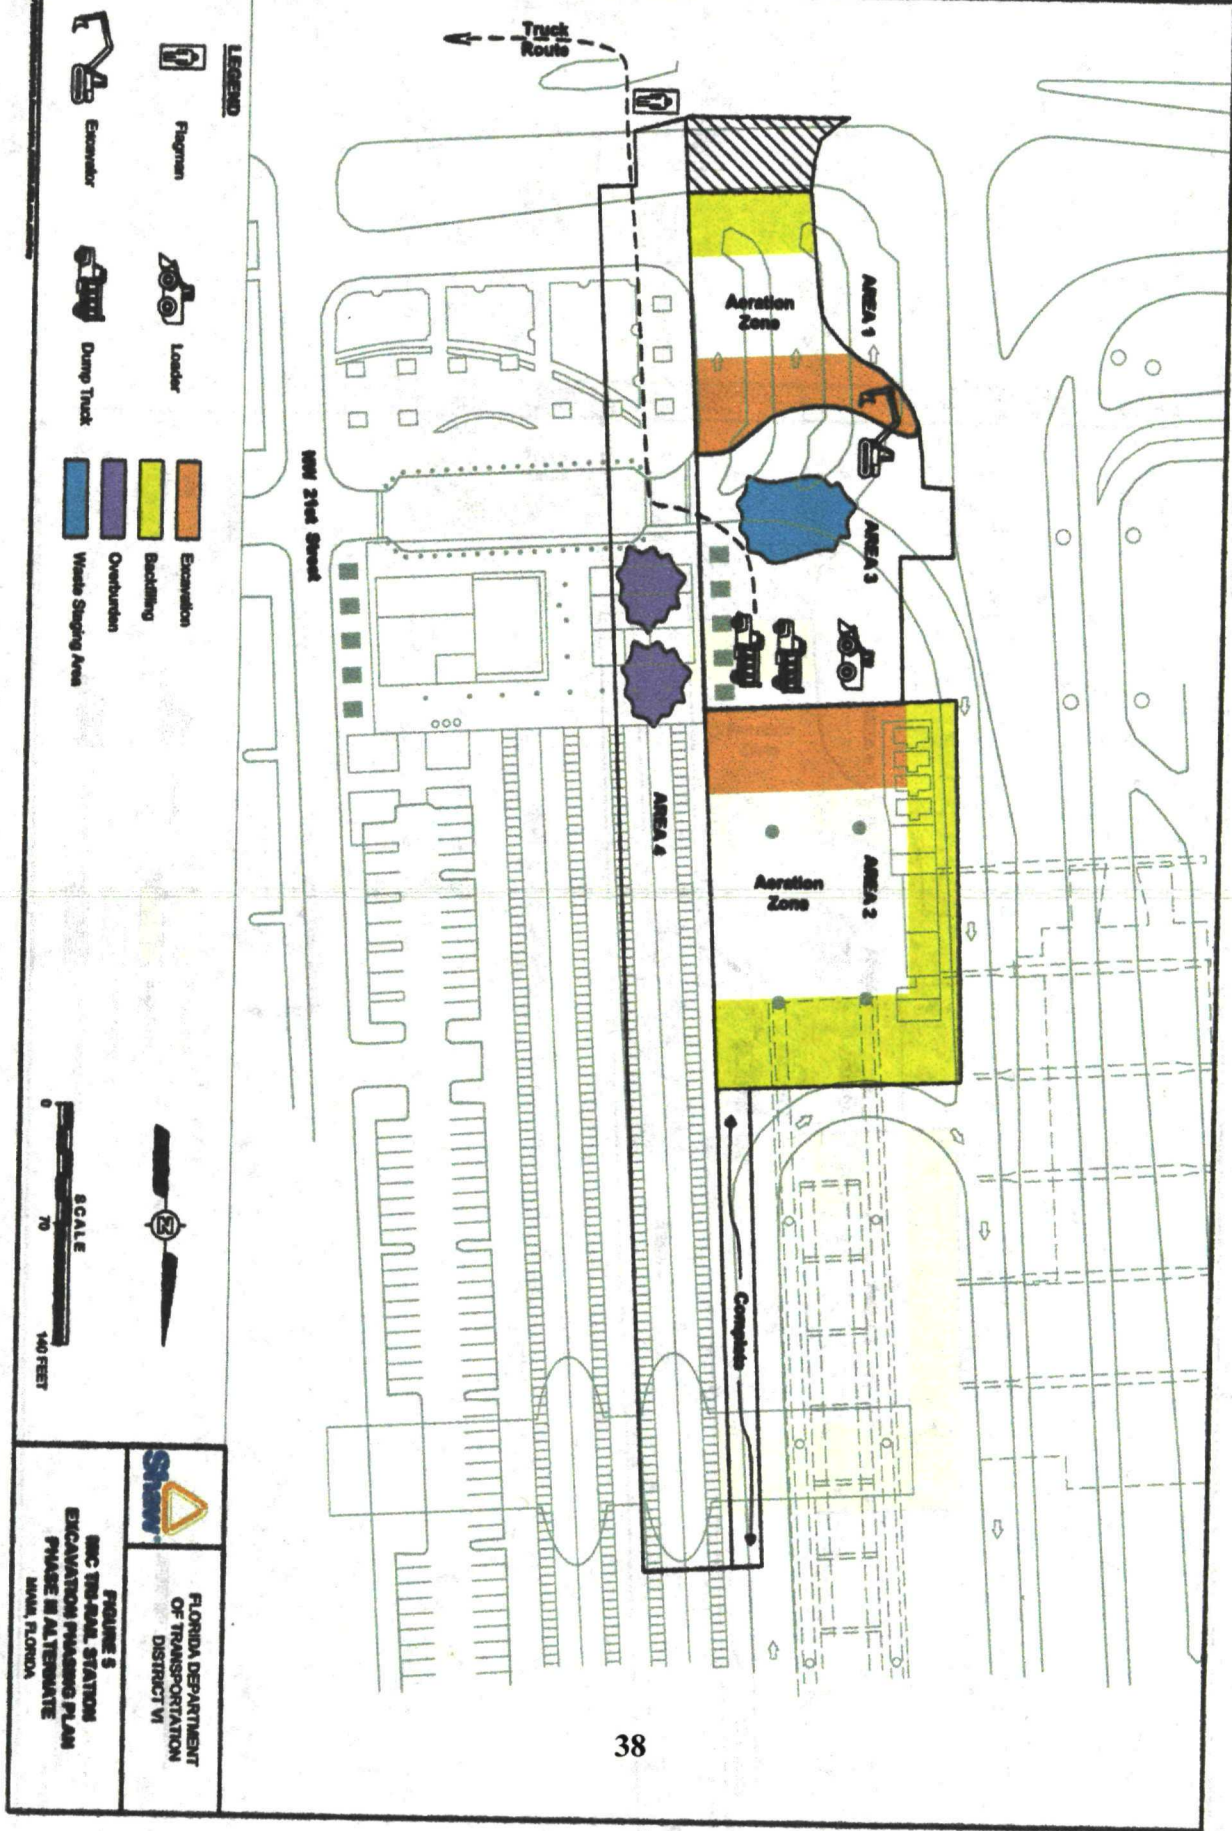 Truck
Route
AREA 1
Aeration
Zone
AREA 3
AREA 2
Aeration
Zone
AREA 4
Complete
NW 21st Street
LEGEND
Flagman
Loader
Excavation
Backfilling
Excavator
Dump Truck
Overburden
Waste Staging Area
N
SCALE
0 70 140 FEET
Shaw
FLORIDA DEPARTMENT
OF TRANSPORTATION
DISTRICT VI
FIGURE 5
MIC TRI-RAIL STATION
EXCAVATION PHASING PLAN
PHASE III ALTERNATE
MIAMI, FLORIDA
38